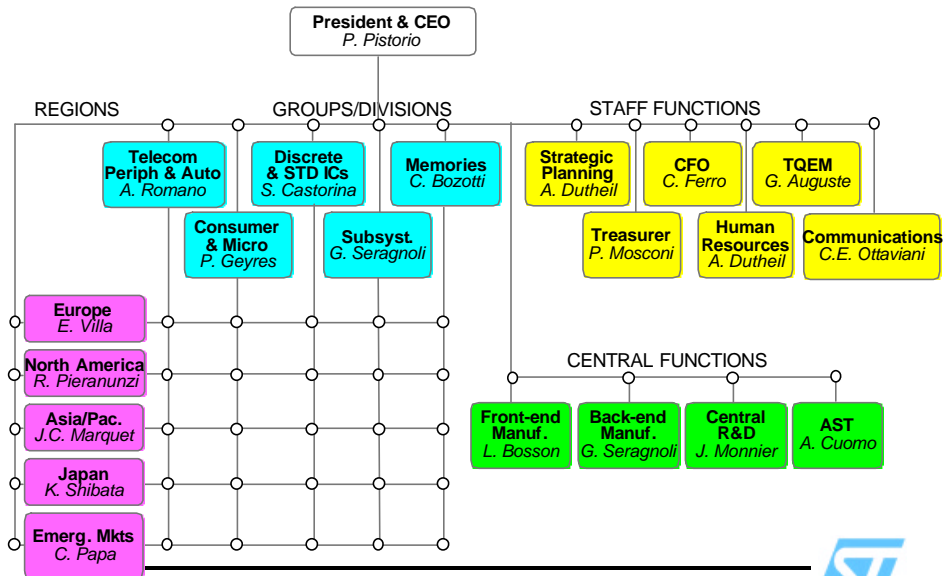 President & CEO
P. Pistorio
REGIONS
GROUPS/DIVISIONS
STAFF FUNCTIONS
Telecom
Periph & Auto
A. Romano
Discrete
& STD ICs
S. Castorina
Memories
C. Bozotti
Strategic
Planning
A. Dutheil
CFO
C. Ferro
TQEM
G. Auguste
Consumer
& Micro
P. Geyres
Subsyst.
G. Seragnoli
Treasurer
P. Mosconi
Human
Resources
A. Dutheil
Communications
C.E. Ottaviani
Europe
E. Villa
North America
R. Pieranunzi
Asia/Pac.
J.C. Marquet
Japan
K. Shibata
Emerg. Mkts
C. Papa
CENTRAL FUNCTIONS
Front-end
Manuf.
L. Bosson
Back-end
Manuf.
G. Seragnoli
Central
R&D
J. Monnier
AST
A. Cuomo
ST